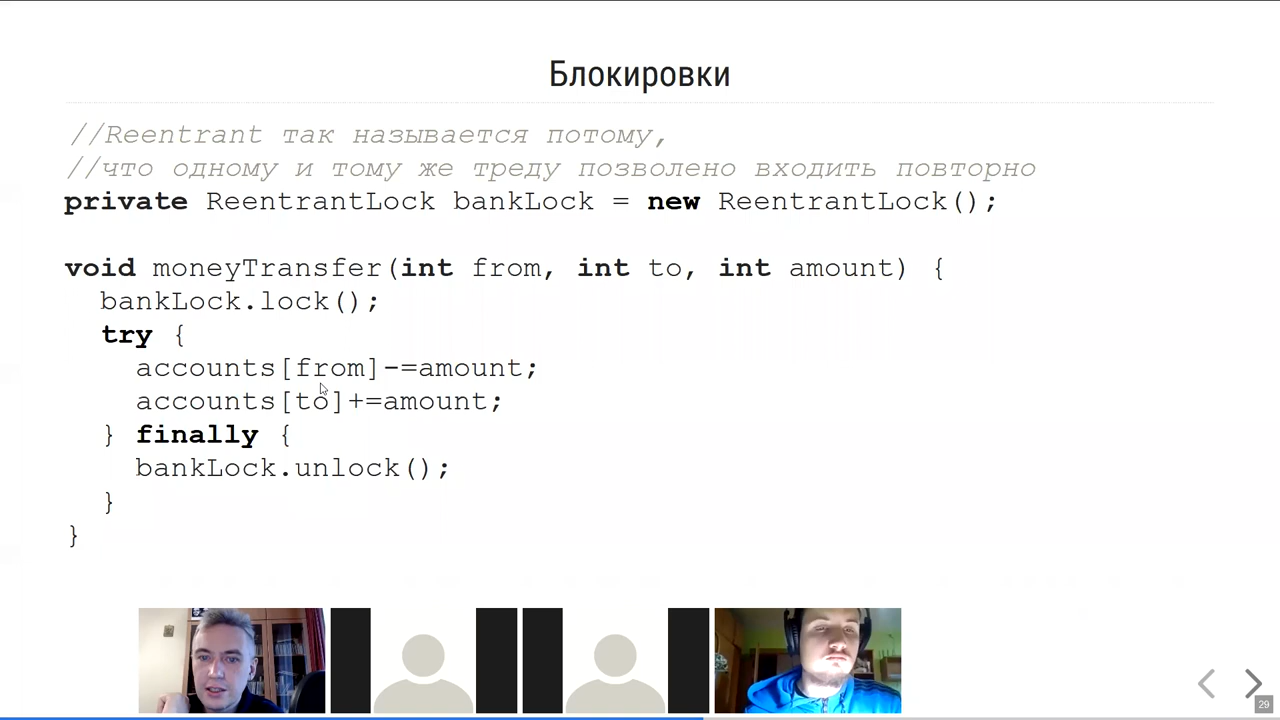 Блокировки
//Reentrant так называется потому,
//что одному и тому же треду позволено входить повторно
private ReentrantLock bankLock = new ReentrantLock();
void moneyTransfer(int from, int to, int amount) {
bankLock.lock();
try {
accounts[from]-=amount;
accounts[to]+=amount;
} finally {
bankLock.unlock();
}
}
29